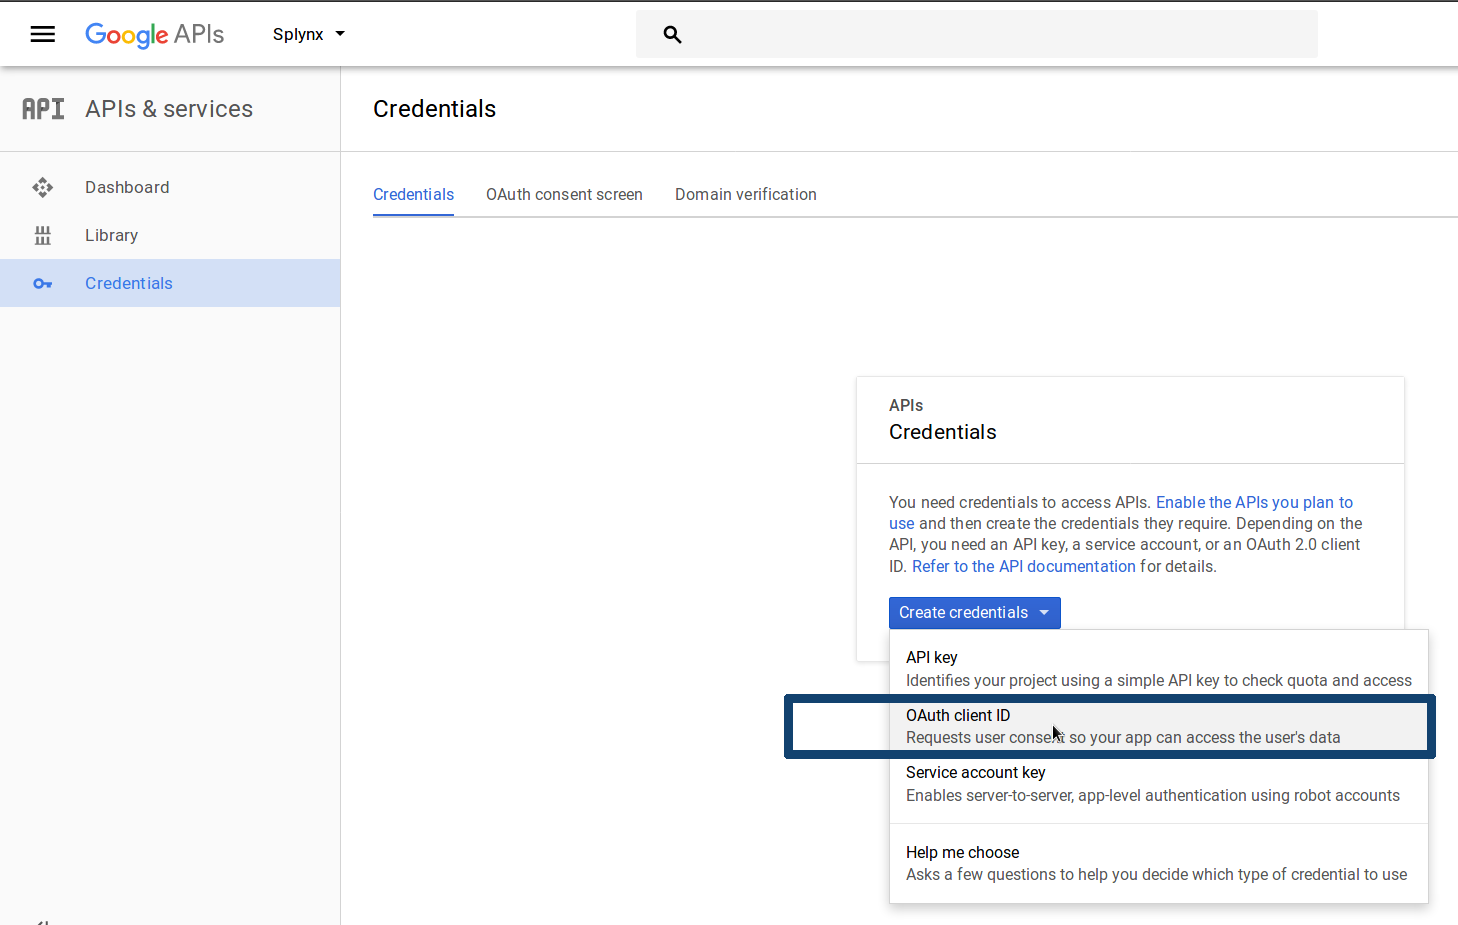 Google APIs
Splynx
API
APIs & services
Credentials
Dashboard
Library
Credentials
Credentials
OAuth consent screen
Domain verification
APIs
Credentials
You need credentials to access APIs. Enable the APIs you plan to
use and then create the credentials they require. Depending on the
API, you need an API key, a service account, or an OAuth 2.0 client
ID. Refer to the API documentation for details.
Create credentials
API key
Identifies your project using a simple API key to check quota and access
OAuth client ID
Requests user consent so your app can access the user's data
Service account key
Enables server-to-server, app-level authentication using robot accounts
Help me choose
Asks a few questions to help you decide which type of credential to use